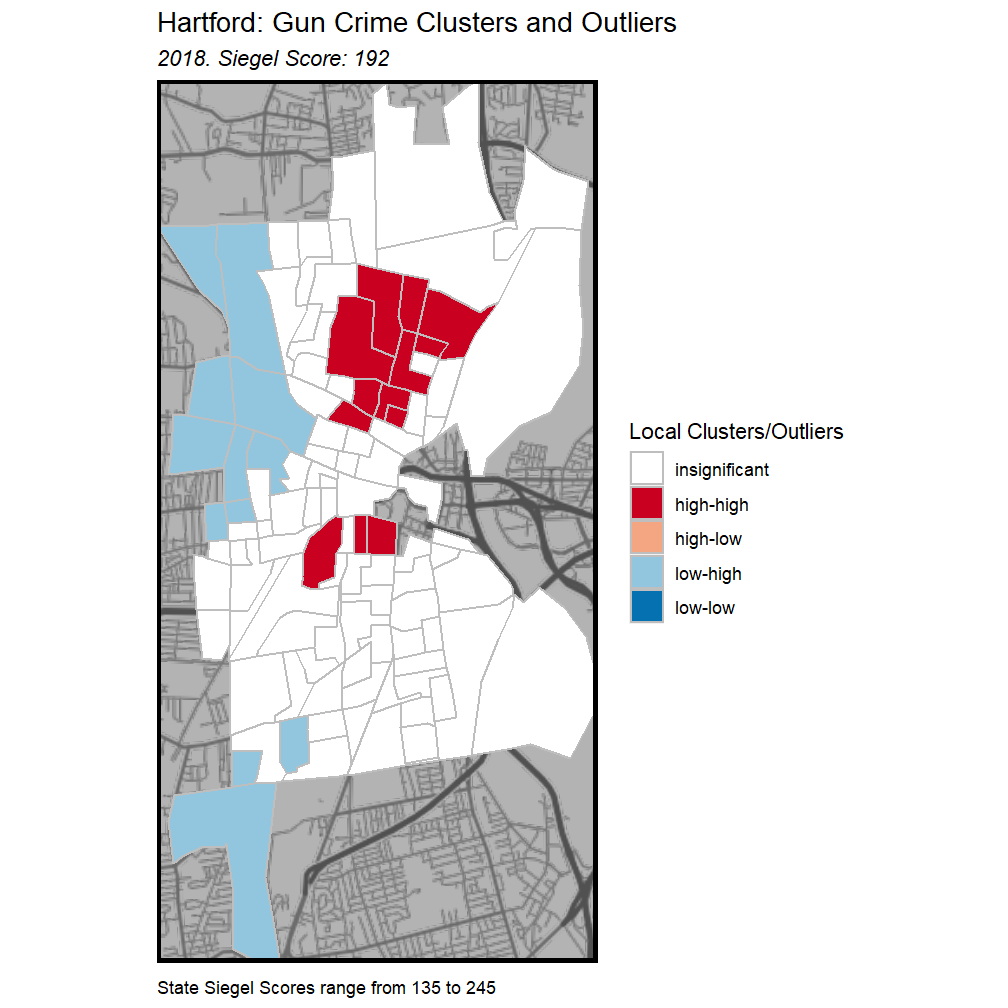 Hartford: Gun Crime Clusters and Outliers
2018. Siegel Score: 192
Local Clusters/Outliers
insignificant
high-high
high-low
low-high
low-low
State Siegel Scores range from 135 to 245